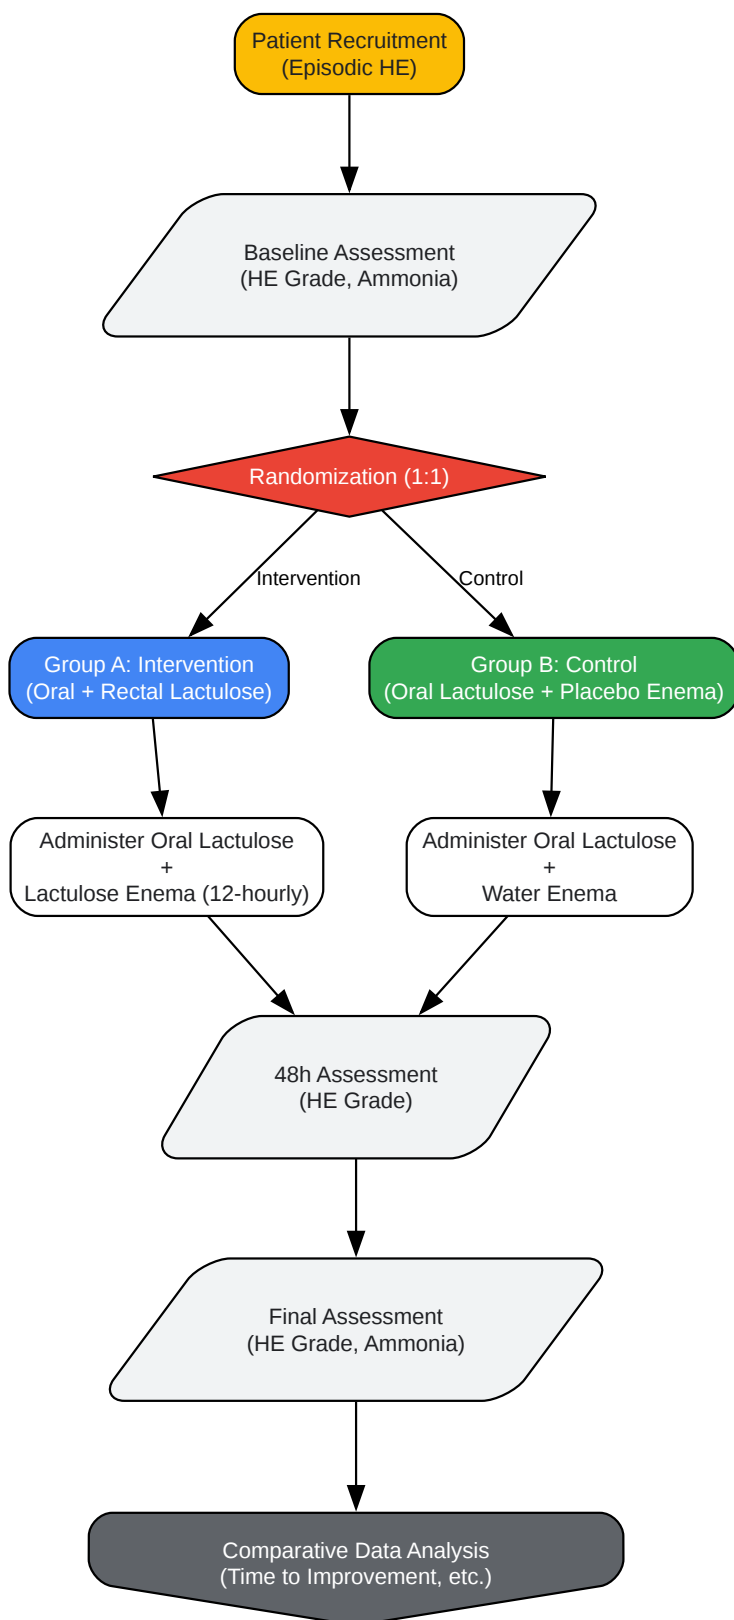 Patient Recruitment
(Episodic HE)
Baseline Assessment
(HE Grade, Ammonia)
Randomization (1:1)
Intervention
Control
Group A: Intervention
(Oral + Rectal Lactulose)
Group B: Control
(Oral Lactulose + Placebo Enema)
Administer Oral Lactulose
+
Lactulose Enema (12-hourly)
Administer Oral Lactulose
+
Water Enema
48h Assessment
(HE Grade)
Final Assessment
(HE Grade, Ammonia)
Comparative Data Analysis
(Time to Improvement, etc.)